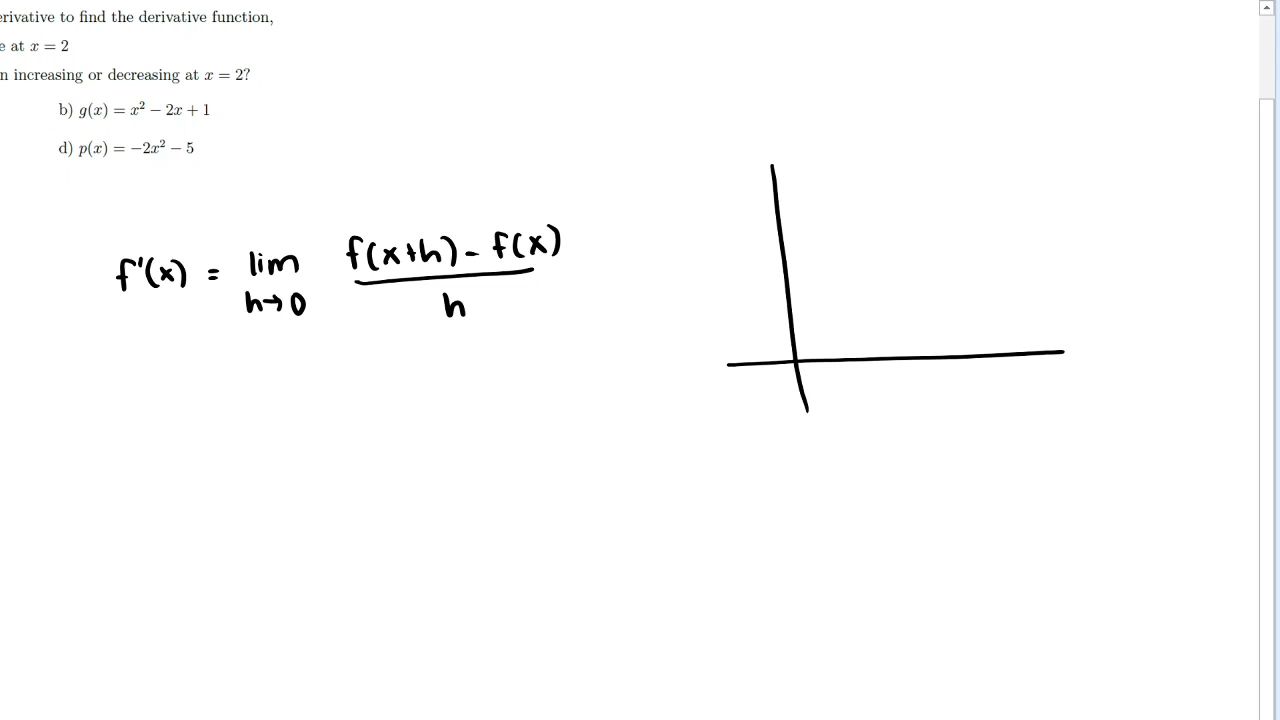 erivative to find the derivative function,
e at x = 2
n increasing or decreasing at x = 2?
b) g(x) = x² − 2x + 1
d) p(x) = −2x² − 5
f'(x) = lim h→0 f(x+h) - f(x) / h